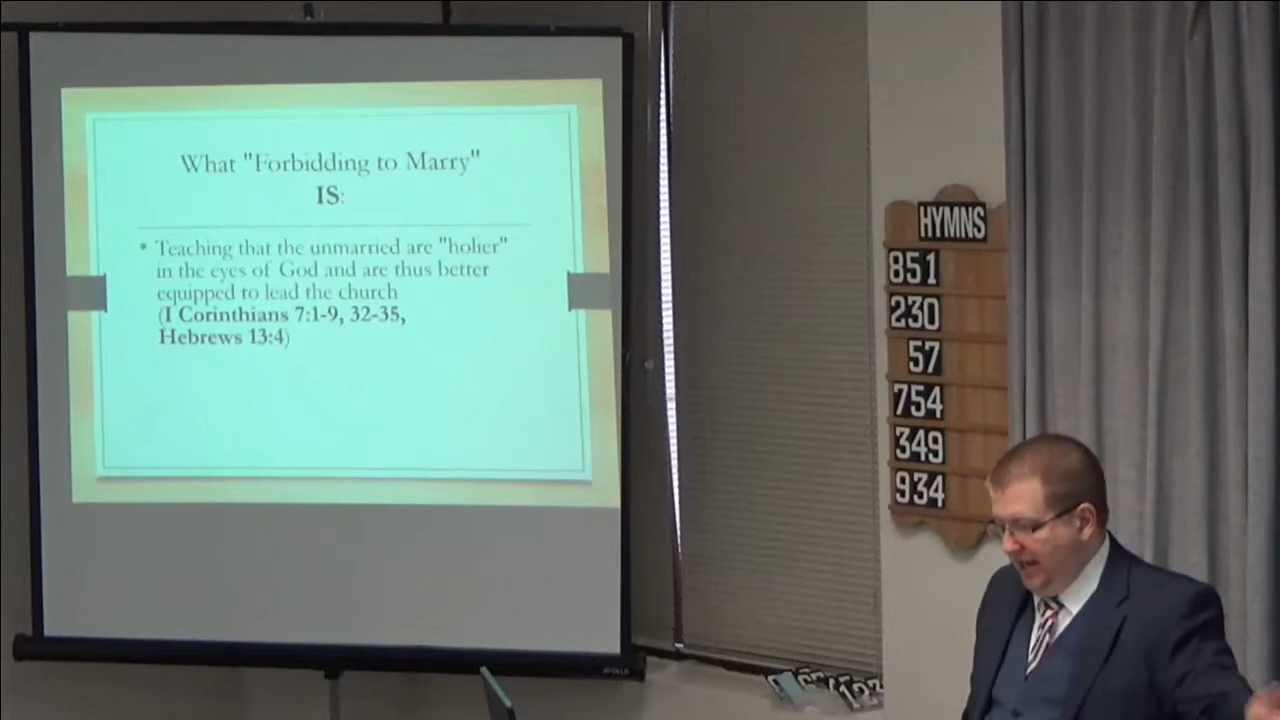 What "Forbidding to Marry"
IS:
* Teaching that the unmarried are "holier"
in the eyes of God and are thus better
equipped to lead the church
(I Corinthians 7:1-9, 32-35,
Hebrews 13:4)
APOLLO
HYMNS
851
230
57
754
349
934